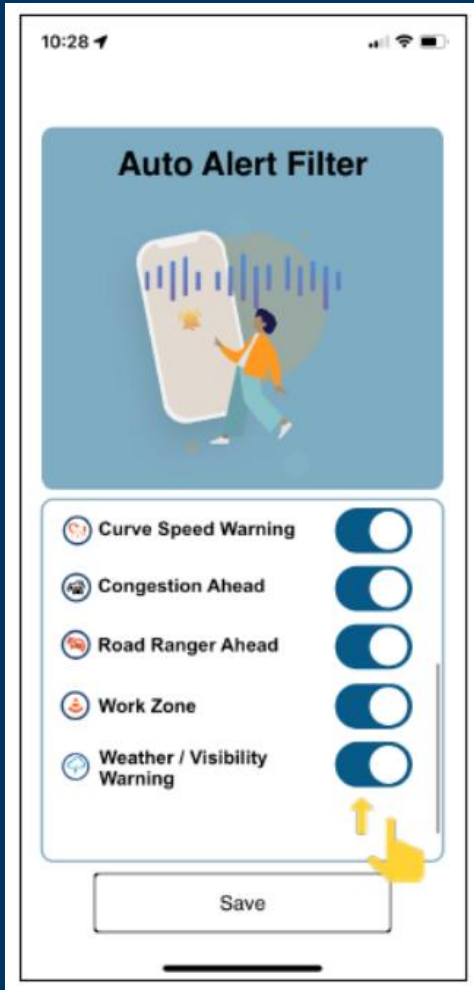 10:28
Auto Alert Filter
Curve Speed Warning
Congestion Ahead
Road Ranger Ahead
Work Zone
Weather / Visibility
Warning
Save